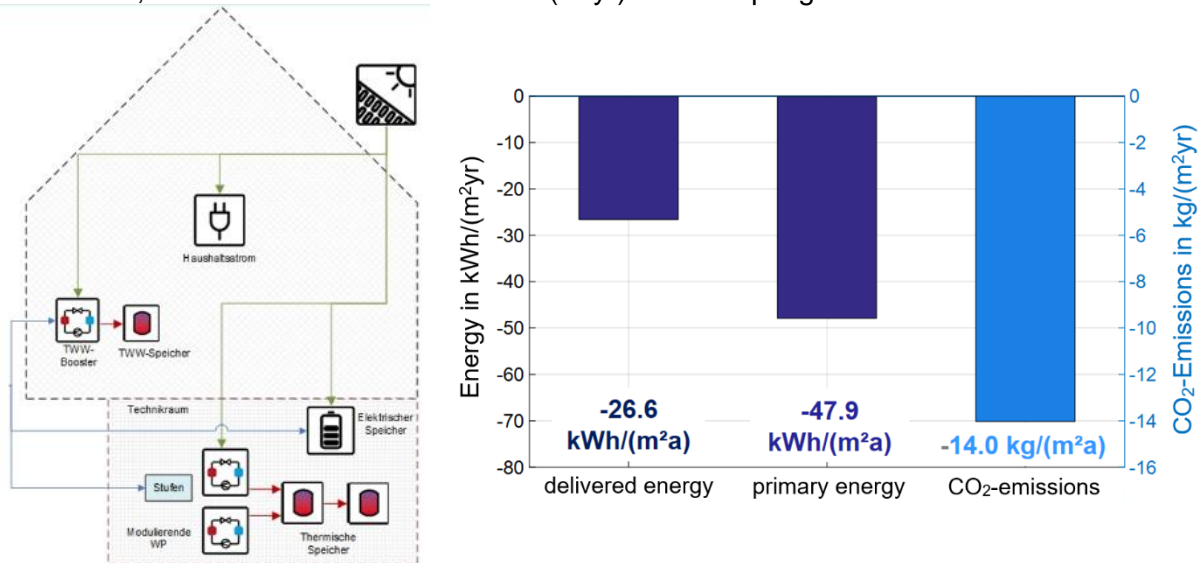 Haushaltsstrom
TWW-
Booster
TWW-Speicher
Technikraum
Elektrischer
Speicher
Stufen
Modulierende
WP
Thermische
Speicher
Energy in kWh/(m²yr)
0
-10
-20
-30
-40
-50
-60
-70
-80
-26.6
kWh/(m²a)
-47.9
kWh/(m²a)
-14.0 kg/(m²a)
delivered energy
primary energy
CO₂-emissions
0
-2
-4
-6
-8
-10
-12
-14
-16
CO₂-Emissions in kg/(m²yr)